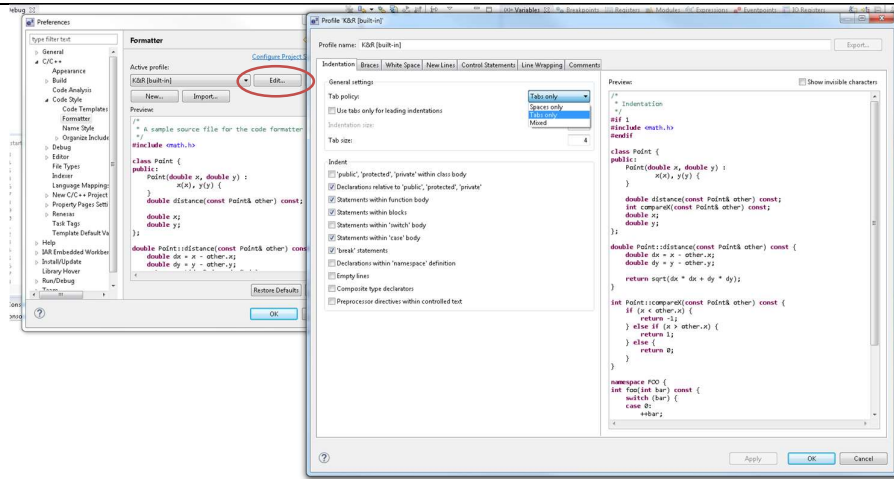 ebug
(x)= Variables
Breakpoints
Registers
Modules
Expressions
Eventpoints
IO Registers
Preferences
type filter text
General
C/C++
Appearance
Build
Code Analysis
Code Style
Code Templates
Formatter
Name Style
Organize Include
Debug
Editor
File Types
Indexer
Language Mappings
New C/C++ Project
Property Pages Setti
Renesas
Task Tags
Template Default Va
Help
IAR Embedded Workben
Install/Update
Library Hover
Run/Debug
Team
Formatter
Configure Project S
Active profile:
K&R [built-in]
Edit...
New...
Import...
Preview:
/*
* A sample source file for the code formatter
*/
#include <math.h>
class Point {
public:
Point(double x, double y) :
x(x), y(y) {
}
double distance(const Point& other) const;
double x;
double y;
};
double Point::distance(const Point& other) cons
double dx = x - other.x;
double dy = y - other.y;
Restore Defaults
OK
Profile 'K&R [built-in]'
Profile name: K&R [built-in]
Export...
Indentation
Braces
White Space
New Lines
Control Statements
Line Wrapping
Comments
General settings
Tab policy:
Tabs only
Spaces only
Tabs only
Mixed
Use tabs only for leading indentations
Indentation size:
Tab size:
4
Indent
'public', 'protected', 'private' within class body
Declarations relative to 'public', 'protected', 'private'
Statements within function body
Statements within blocks
Statements within 'switch' body
Statements within 'case' body
'break' statements
Declarations within 'namespace' definition
Empty lines
Composite type declarators
Preprocessor directives within controlled text
Preview:
Show invisible characters
/*
* Indentation
*/
#if 1
#include <math.h>
#endif
class Point {
public:
Point(double x, double y) :
x(x), y(y) {
}
double distance(const Point& other) const;
int compareX(const Point& other) const;
double x;
double y;
};
double Point::distance(const Point& other) const {
double dx = x - other.x;
double dy = y - other.y;
return sqrt(dx * dx + dy * dy);
}
int Point::compareX(const Point& other) const {
if (x < other.x) {
return -1;
} else if (x > other.x) {
return 1;
} else {
return 0;
}
}
namespace FOO {
int foo(int bar) const {
switch (bar) {
case 0:
++bar;
Apply
OK
Cancel